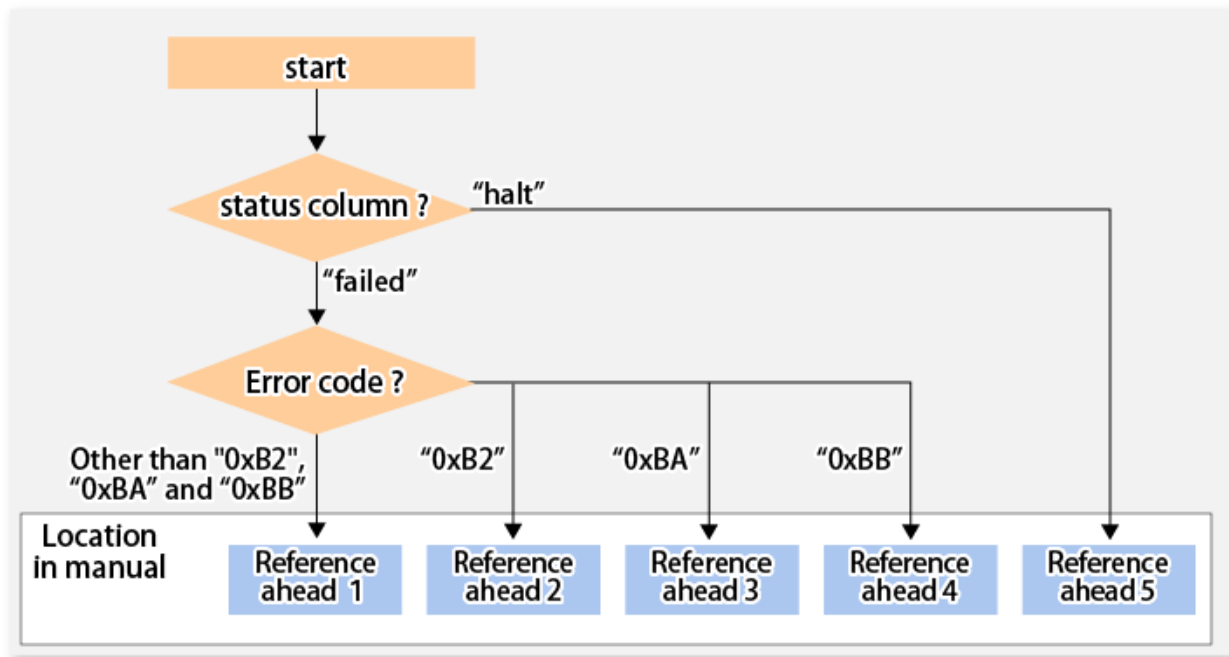 start
status column ?
“halt”
“failed”
Error code ?
Other than "0xB2",
“0xBA” and “0xBB”
“0xB2”
“0xBA”
“0xBB”
Location
in manual
Reference
ahead 1
Reference
ahead 2
Reference
ahead 3
Reference
ahead 4
Reference
ahead 5